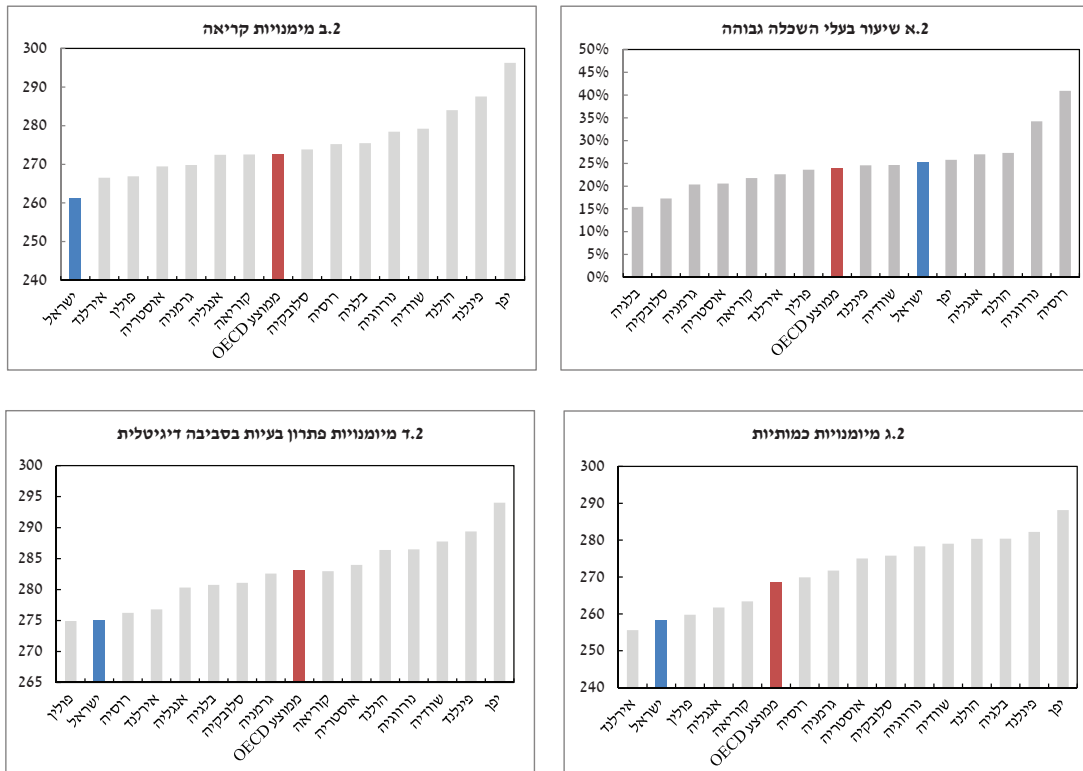 2.א שיעור בעלי השכלה גבוהה
50%
45%
40%
35%
30%
25%
20%
15%
10%
5%
0%
בלגיה
סלובקיה
גרמניה
אוסטריה
קוריאה
אירלנד
פולין
ממוצע OECD
פינלנד
שוודיה
ישראל
יפן
אנגליה
הולנד
נורווגיה
רוסיה
2.ב מימנויות קריאה
300
290
280
270
260
250
240
ישראל
אירלנד
פולין
אוסטריה
גרמניה
אנגליה
קוריאה
ממוצע OECD
סלובקיה
רוסיה
בלגיה
נורווגיה
שוודיה
הולנד
פינלנד
יפן
2.ג מיומנויות כמותיות
300
290
280
270
260
250
240
אירלנד
ישראל
פולין
אנגליה
קוריאה
ממוצע OECD
רוסיה
גרמניה
אוסטריה
סלובקיה
נורווגיה
שוודיה
הולנד
בלגיה
פינלנד
יפן
2.ד מיומנויות פתרון בעיות בסביבה דיגיטלית
300
295
290
285
280
275
270
265
פולין
ישראל
רוסיה
אירלנד
אנגליה
בלגיה
סלובקיה
גרמניה
ממוצע OECD
קוריאה
אוסטריה
הולנד
נורווגיה
שוודיה
פינלנד
יפן